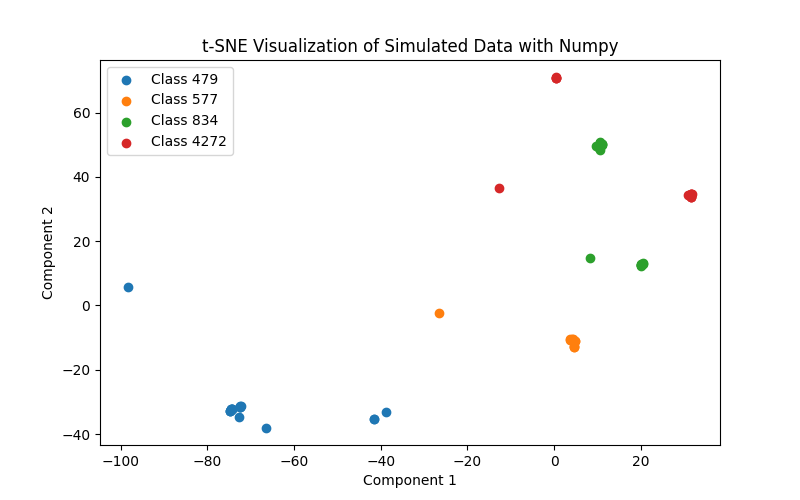 t-SNE Visualization of Simulated Data with Numpy
Class 479
Class 577
Class 834
Class 4272
60
40
20
0
−20
−40
Component 2
−100
−80
−60
−40
−20
0
20
Component 1